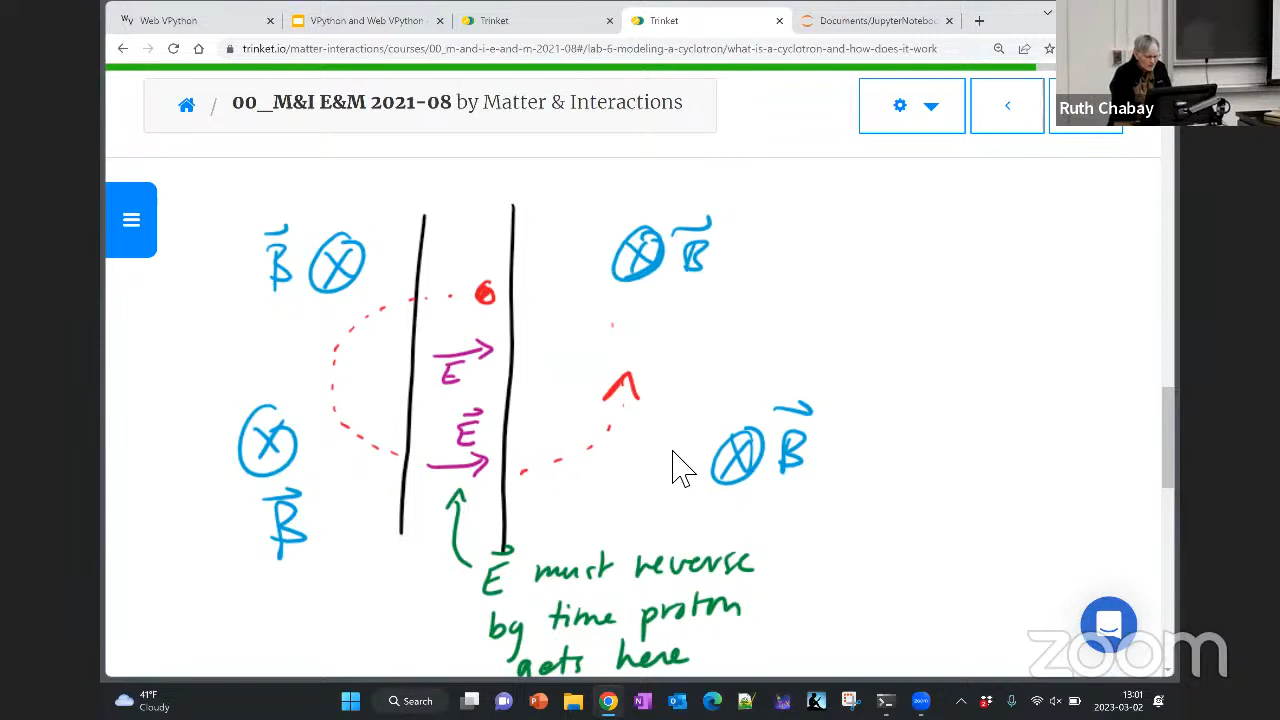 Web VPython
VPython and Web VPython
Trinket
Trinket
Documents/JupyterNotebook
trinket.io/matter-interactions/courses/00_m-and-i-e-and-m-2021-08#/lab-6-modeling-a-cyclotron/what-is-a-cyclotron-and-how-does-it-work
00__M&I E&M 2021-08 by Matter & Interactions
Ruth Chabay
B
B
E
E
B
B
E must reverse
by time proton
gets here
zoom
41°F
Cloudy
Search
13:01
2023-03-02